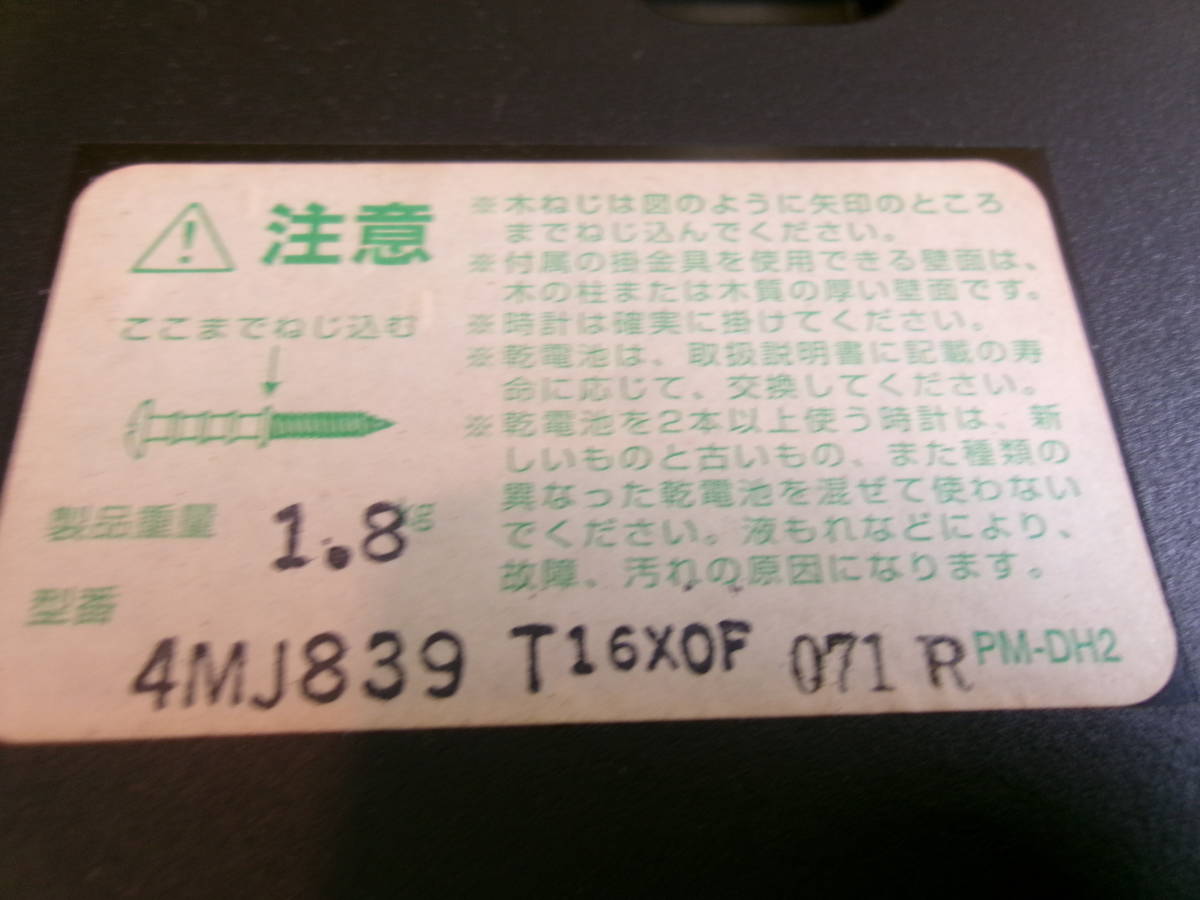 注意
ここまでねじ込む
製品重量 1.8kg
型番
4MJ839 T16X0F 071 R PM-DH2
※木ねじは図のように矢印のところ
までねじ込んでください。
※付属の掛金具を使用できる壁面は、
木の柱または木質の厚い壁面です。
※時計は確実に掛けてください。
※乾電池は、取扱説明書に記載の寿
命に応じて、交換してください。
※乾電池を2本以上使う時計は、新
しいものと古いもの、また種類の
異なった乾電池を混ぜて使わない
でください。液もれなどにより、
故障、汚れの原因になります。